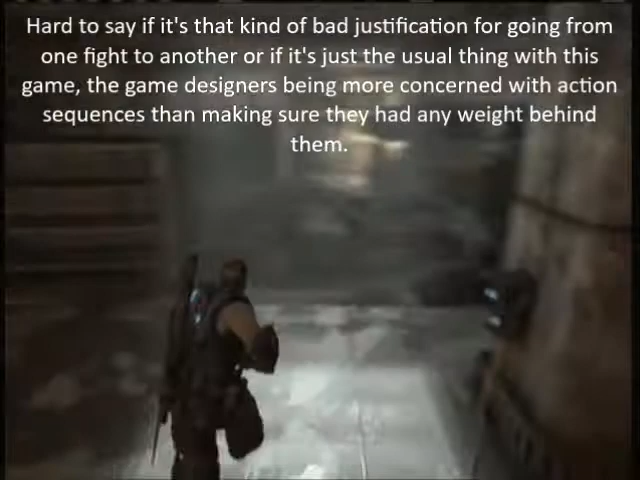 Hard to say if it's that kind of bad justification for going from
one fight to another or if it's just the usual thing with this
game, the game designers being more concerned with action
sequences than making sure they had any weight behind
them.